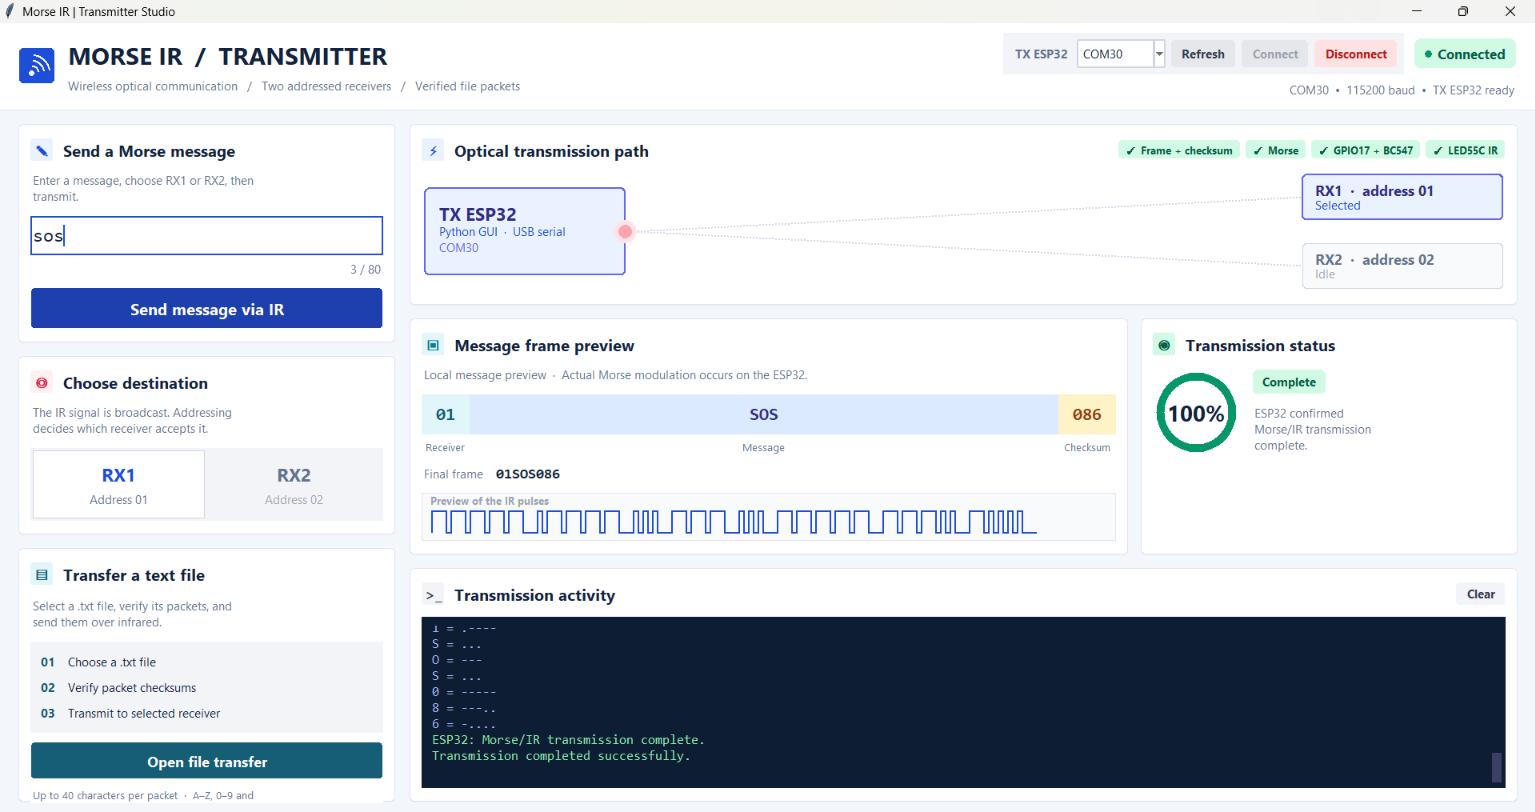 Morse IR | Transmitter Studio
MORSE IR / TRANSMITTER
Wireless optical communication / Two addressed receivers / Verified file packets
TX ESP32 COM30 Refresh Connect Disconnect Connected
COM30 • 115200 baud • TX ESP32 ready
Send a Morse message
Enter a message, choose RX1 or RX2, then
transmit.
sos
3 / 80
Send message via IR
Choose destination
The IR signal is broadcast. Addressing
decides which receiver accepts it.
RX1 RX2
Address 01 Address 02
Transfer a text file
Select a .txt file, verify its packets, and
send them over infrared.
01 Choose a .txt file
02 Verify packet checksums
03 Transmit to selected receiver
Open file transfer
Up to 40 characters per packet · A–Z, 0–9 and
Optical transmission path
✓ Frame + checksum ✓ Morse ✓ GPIO17 + BC547 ✓ LED55C IR
TX ESP32
Python GUI · USB serial
COM30
RX1 · address 01
Selected
RX2 · address 02
Idle
Message frame preview
Local message preview · Actual Morse modulation occurs on the ESP32.
01 SOS 086
Receiver Message Checksum
Final frame 01SOS086
Preview of the IR pulses
Transmission status
100%
Complete
ESP32 confirmed
Morse/IR transmission
complete.
>_ Transmission activity
Clear
1 = .----
S = ...
O = ---
S = ...
0 = -----
8 = ---..
6 = -....
ESP32: Morse/IR transmission complete.
Transmission completed successfully.